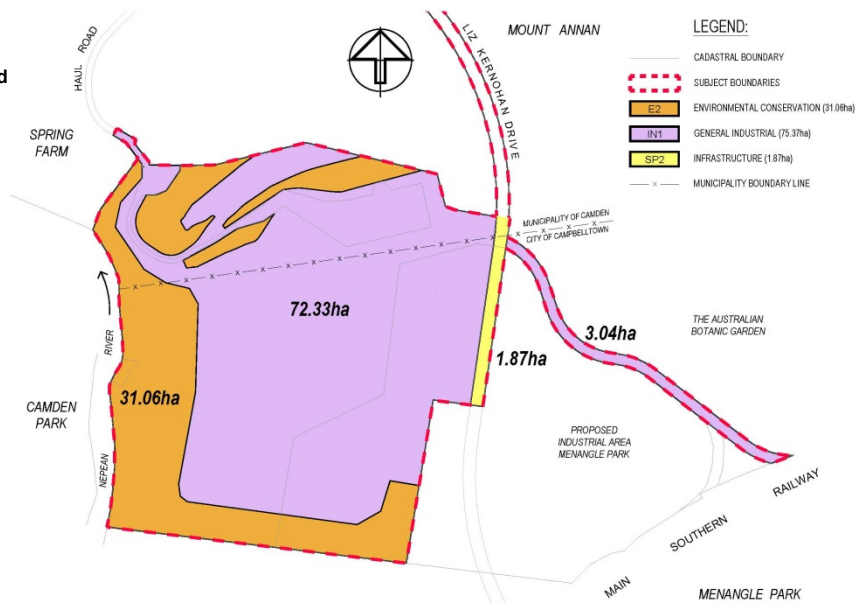 d
HAUL ROAD
SPRING
FARM
MOUNT ANNAN
LIZ KERNOHAN DRIVE
LEGEND:
CADASTRAL BOUNDARY
SUBJECT BOUNDARIES
E2 ENVIRONMENTAL CONSERVATION (31.06ha)
IN1 GENERAL INDUSTRIAL (75.37ha)
SP2 INFRASTRUCTURE (1.87ha)
x MUNICIPALITY BOUNDARY LINE
MUNICIPALITY OF CAMDEN
CITY OF CAMPBELLTOWN
72.33ha
3.04ha
THE AUSTRALIAN
BOTANIC GARDEN
1.87ha
31.06ha
NEPEAN RIVER
CAMDEN
PARK
PROPOSED
INDUSTRIAL AREA
MENANGLE PARK
MAIN SOUTHERN RAILWAY
MENANGLE PARK